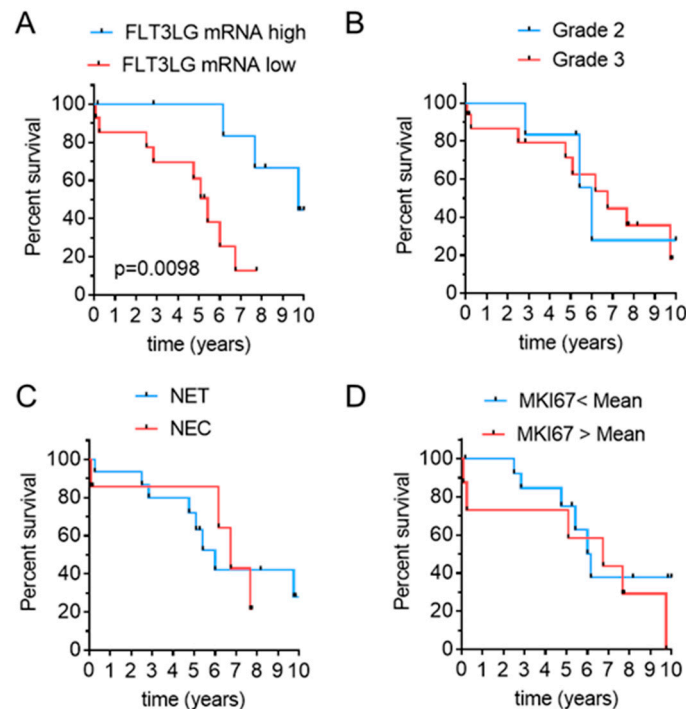 A
FLT3LG mRNA high
FLT3LG mRNA low
Percent survival
100
80
60
40
20
0
p=0.0098
0 1 2 3 4 5 6 7 8 9 10
time (years)
B
Grade 2
Grade 3
Percent survival
100
80
60
40
20
0
0 1 2 3 4 5 6 7 8 9 10
time (years)
C
NET
NEC
Percent survival
100
80
60
40
20
0
0 1 2 3 4 5 6 7 8 9 10
time (years)
D
MKI67< Mean
MKI67 > Mean
Percent survival
100
80
60
40
20
0
0 1 2 3 4 5 6 7 8 9 10
time (years)